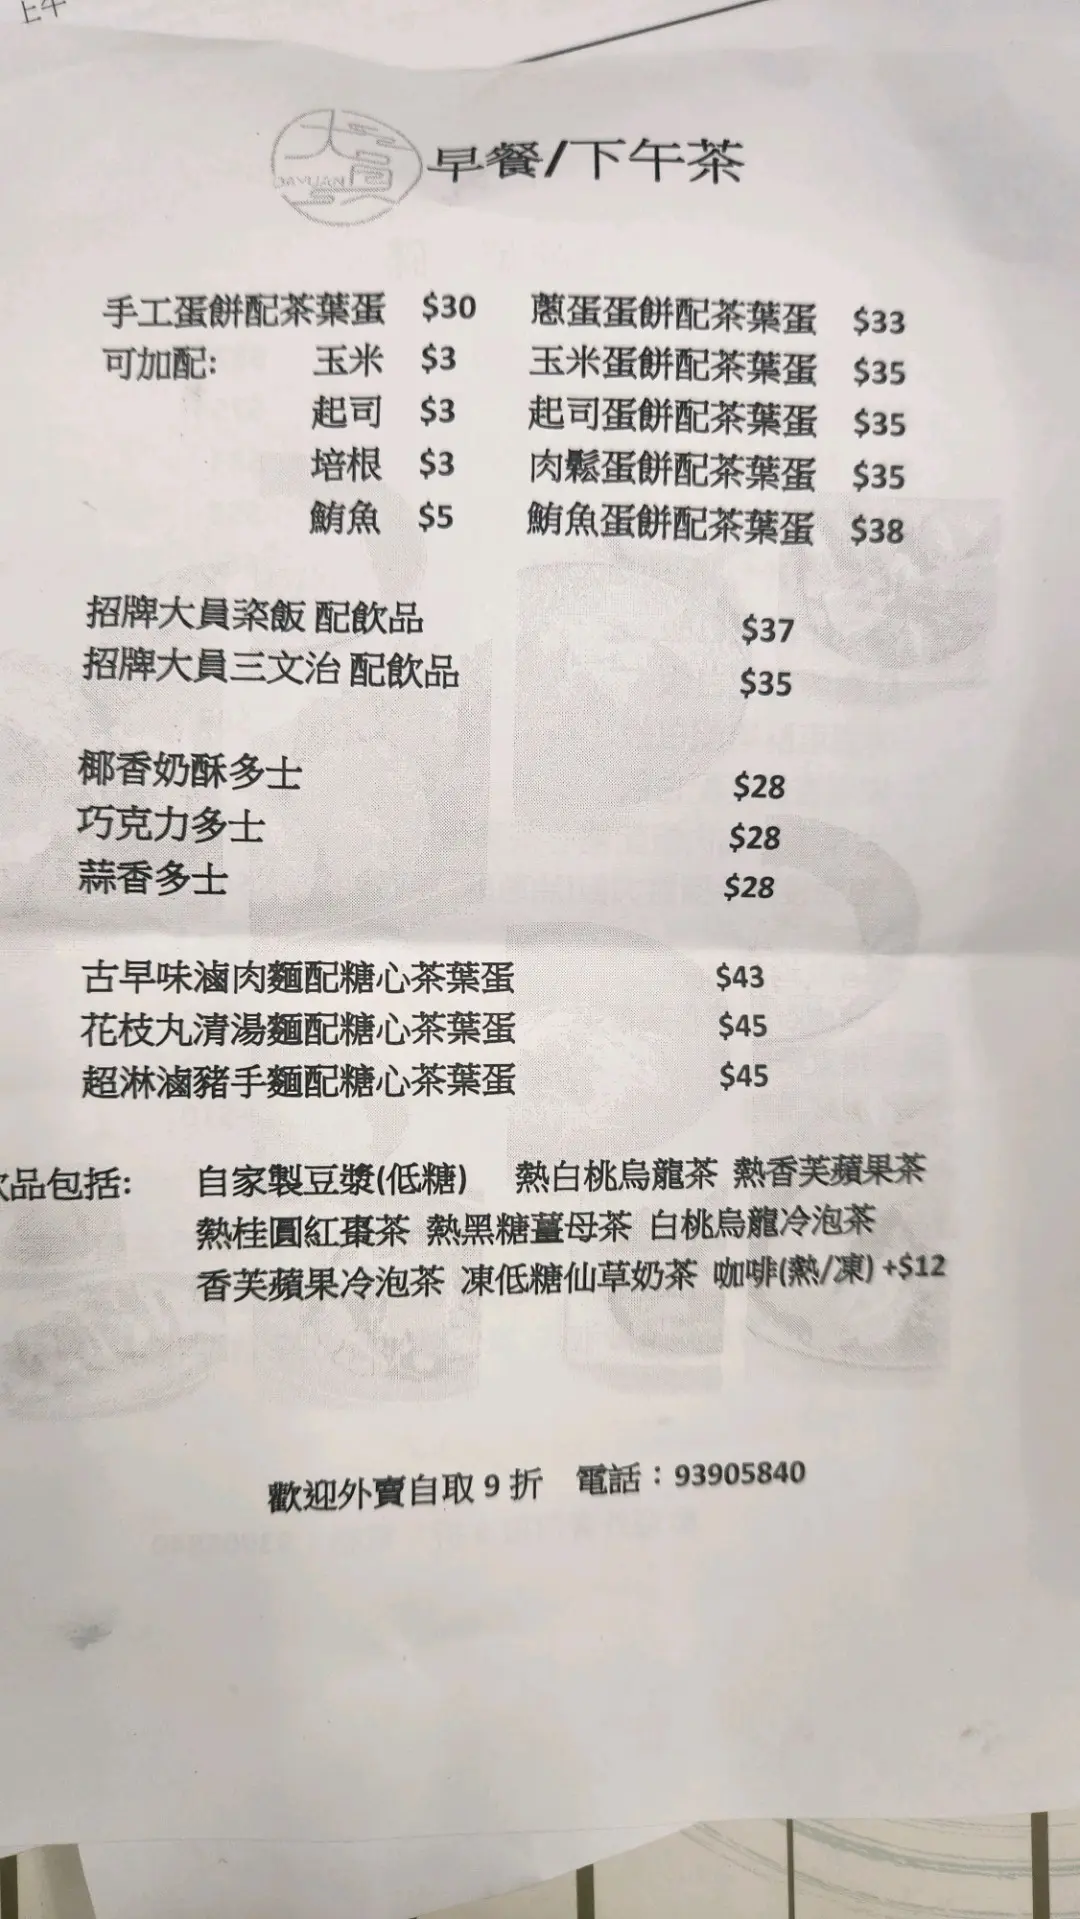 上午
大員 DAYUAN 早餐/下午茶
手工蛋餅配茶葉蛋 $30 蔥蛋蛋餅配茶葉蛋 $33
可加配: 玉米 $3 玉米蛋餅配茶葉蛋 $35
起司 $3 起司蛋餅配茶葉蛋 $35
培根 $3 肉鬆蛋餅配茶葉蛋 $35
鮪魚 $5 鮪魚蛋餅配茶葉蛋 $38
招牌大員粢飯 配飲品 $37
招牌大員三文治 配飲品 $35
椰香奶酥多士 $28
巧克力多士 $28
蒜香多士 $28
古早味滷肉麵配糖心茶葉蛋 $43
花枝丸清湯麵配糖心茶葉蛋 $45
超淋滷豬手麵配糖心茶葉蛋 $45
飲品包括: 自家製豆漿(低糖) 熱白桃烏龍茶 熱香芙蘋果茶
熱桂圓紅棗茶 熱黑糖薑母茶 白桃烏龍冷泡茶
香芙蘋果冷泡茶 凍低糖仙草奶茶 咖啡(熱/凍) +$12
歡迎外賣自取 9 折 電話：93905840